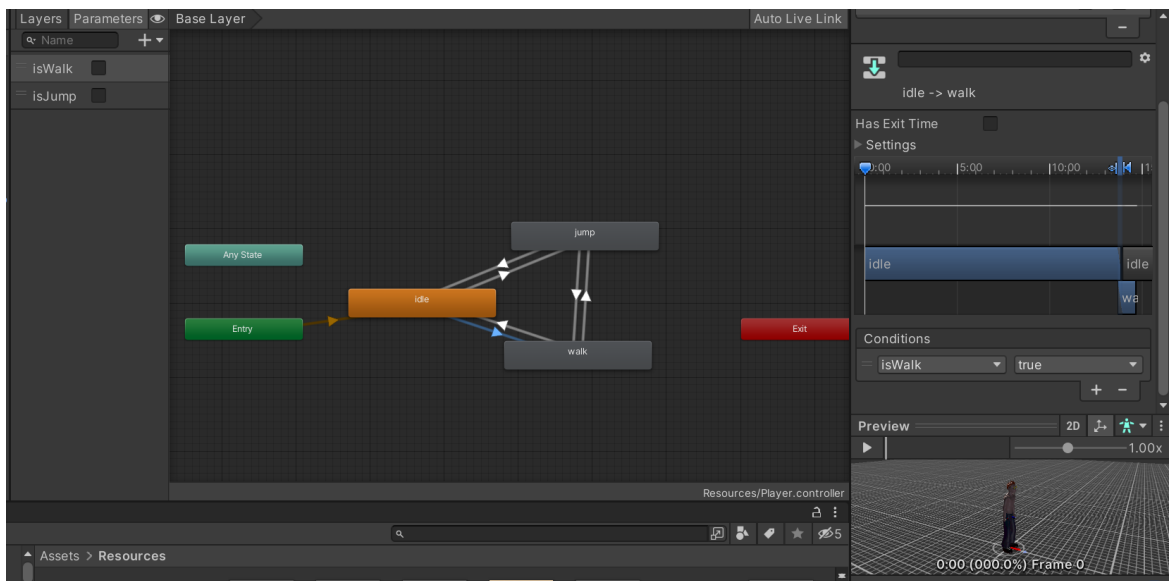 Layers Parameters Base Layer Auto Live Link
Name
isWalk
isJump
Any State
Entry
idle
jump
walk
Exit
Resources/Player.controller
5
Assets > Resources
idle -> walk
Has Exit Time
Settings
0:00 5:00 10:00
idle idle
wa
Conditions
isWalk true
+ −
Preview 2D 1.00x
0:00 (000.0%) Frame 0